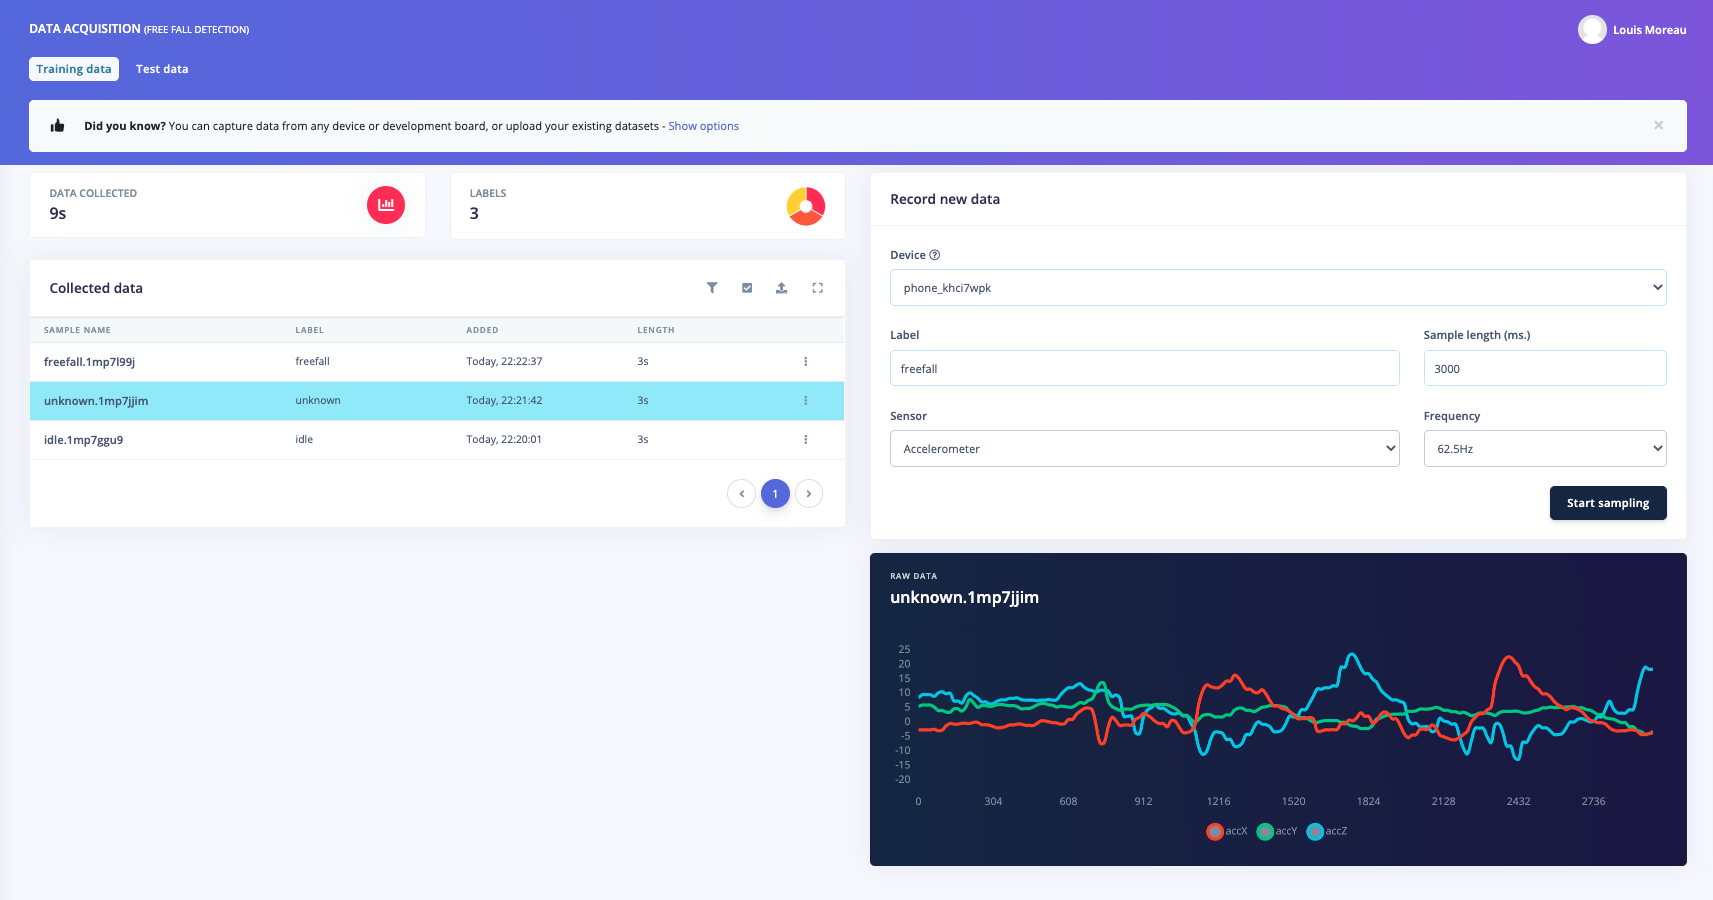 DATA ACQUISITION (FREE FALL DETECTION)
Louis Moreau
Training data
Test data
Did you know? You can capture data from any device or development board, or upload your existing datasets - Show options
DATA COLLECTED
9s
LABELS
3
Collected data
SAMPLE NAME LABEL ADDED LENGTH
freefall.1mp7l99j freefall Today, 22:22:37 3s
unknown.1mp7jjim unknown Today, 22:21:42 3s
idle.1mp7ggu9 idle Today, 22:20:01 3s
1
Record new data
Device
phone_khci7wpk
Label
Sample length (ms.)
freefall
3000
Sensor
Frequency
Accelerometer
62.5Hz
Start sampling
RAW DATA
unknown.1mp7jjim
25
20
15
10
5
0
-5
-10
-15
-20
0 304 608 912 1216 1520 1824 2128 2432 2736
accX accY accZ